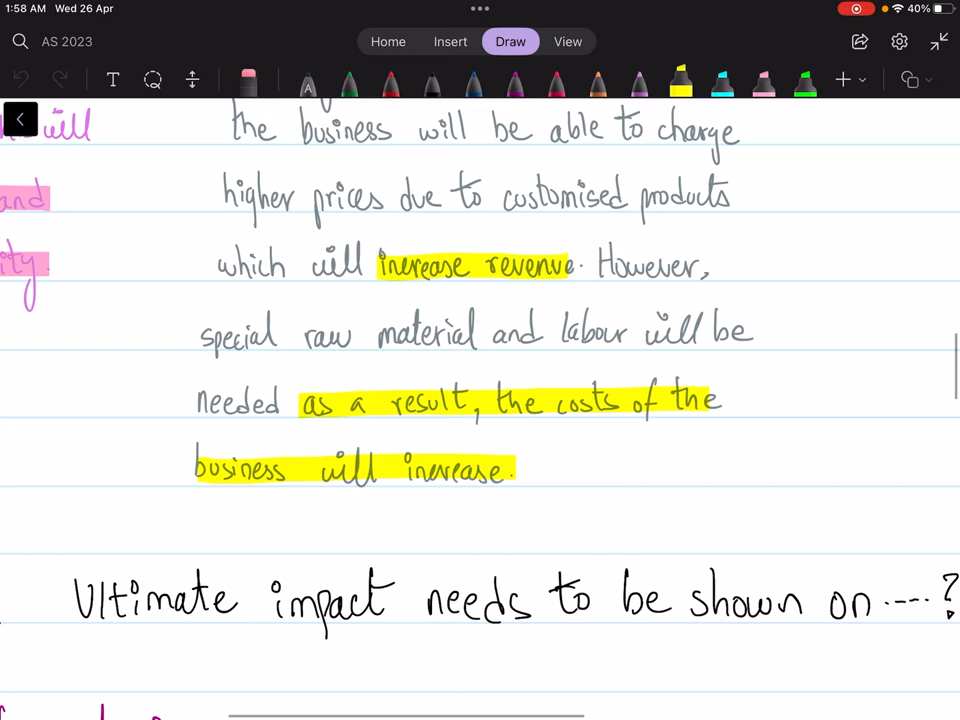 1:58 AM Wed 26 Apr
40%
AS 2023
Home Insert Draw View
will
the business will be able to charge
and
higher prices due to customised products
ity.
which will increase revenue. However,
special raw material and labour will be
needed as a result, the costs of the
business will increase.
Ultimate impact needs to be shown on ----?